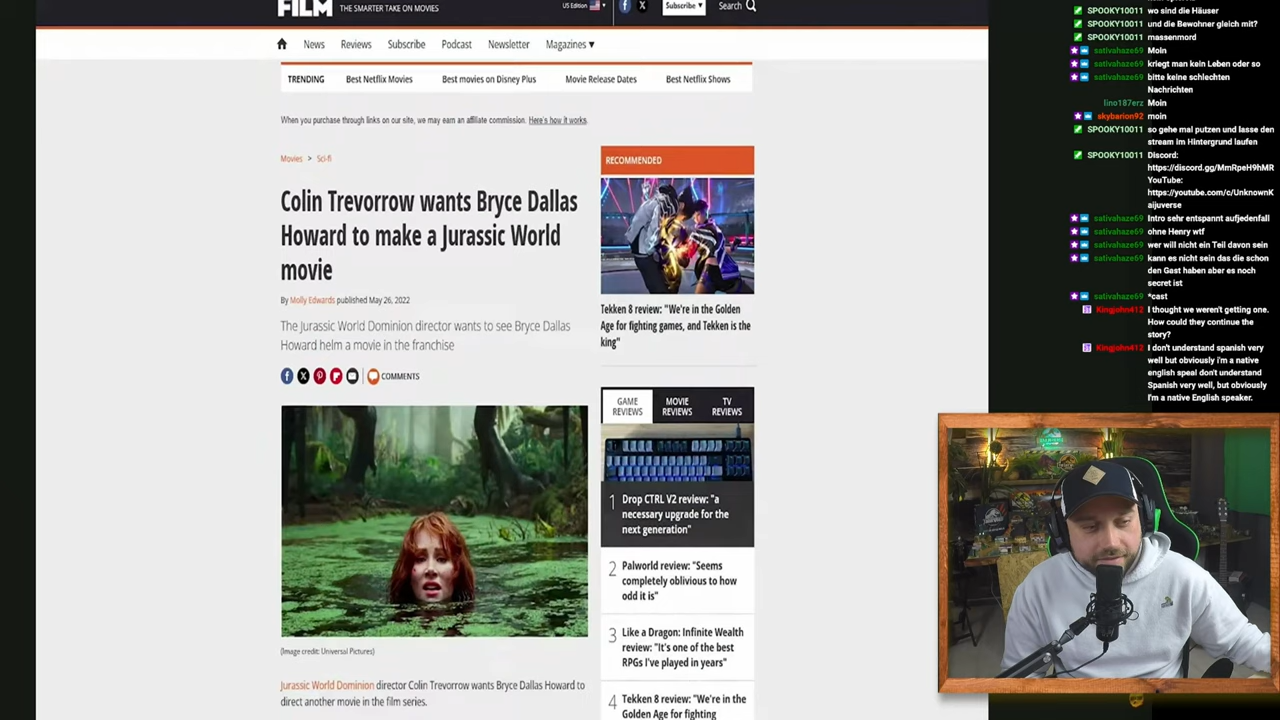 FILM
THE SMARTER TAKE ON MOVIES
US Edition
Subscribe ▾
Search
News
Reviews
Subscribe
Podcast
Newsletter
Magazines ▾
TRENDING
Best Netflix Movies
Best movies on Disney Plus
Movie Release Dates
Best Netflix Shows
When you purchase through links on our site, we may earn an affiliate commission. Here's how it works.
Movies > Sci-fi
Colin Trevorrow wants Bryce Dallas
Howard to make a Jurassic World
movie
By Molly Edwards published May 26, 2022
The Jurassic World Dominion director wants to see Bryce Dallas
Howard helm a movie in the franchise
COMMENTS
(Image credit: Universal Pictures)
Jurassic World Dominion director Colin Trevorrow wants Bryce Dallas Howard to
direct another movie in the film series.
RECOMMENDED
Tekken 8 review: "We're in the Golden
Age for fighting games, and Tekken is the
king"
GAME
REVIEWS
MOVIE
REVIEWS
TV
REVIEWS
1 Drop CTRL V2 review: "a
necessary upgrade for the
next generation"
2 Palworld review: "Seems
completely oblivious to how
odd it is"
3 Like a Dragon: Infinite Wealth
review: "It's one of the best
RPGs I've played in years"
4 Tekken 8 review: "We're in the
Golden Age for fighting
SPOOKY10011 wo sind die Häuser
SPOOKY10011 und die Bewohner gleich mit?
SPOOKY10011 massenmord
sativahaze69 Moin
sativahaze69 kriegt man kein Leben oder so
sativahaze69 bitte keine schlechten
Nachrichten
lino187erz Moin
skybarion92 moin
SPOOKY10011 so gehe mal putzen und lasse den
stream im Hintergrund laufen
SPOOKY10011 Discord:
https://discord.gg/MmRpeH9hMR
YouTube:
https://youtube.com/c/UnknownK
aijuverse
sativahaze69 Intro sehr entspannt aufjedenfall
sativahaze69 ohne Henry wtf
sativahaze69 wer will nicht ein Teil davon sein
sativahaze69 kann es nicht sein das die schon
den Gast haben aber es noch
secret ist
sativahaze69 *cast
Kingjohn412 I thought we weren't getting one.
How could they continue the
story?
Kingjohn412 I don't understand spanish very
well but obviously i'm a native
english speal don't understand
Spanish very well, but obviously
I'm a native English speaker.